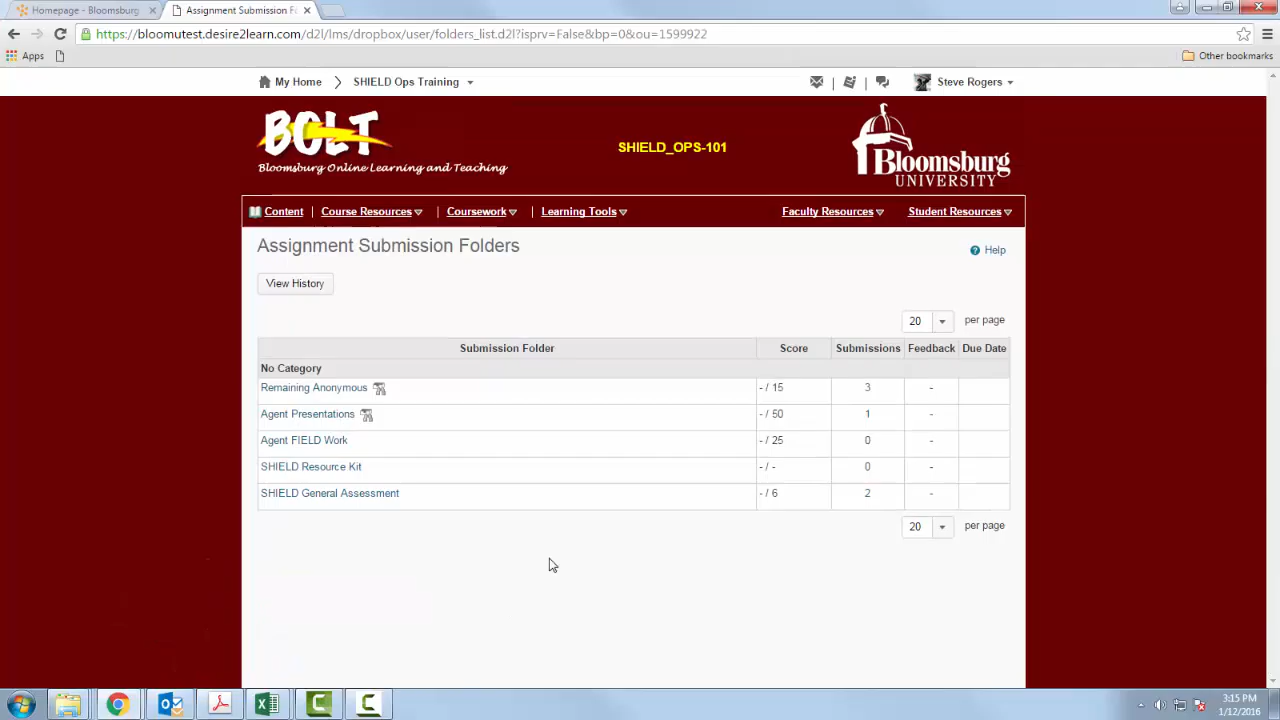 Homepage - Bloomsburg
Assignment Submission F
https://bloomutest.desire2learn.com/d2l/lms/dropbox/user/folders_list.d2l?isprv=False&bp=0&ou=1599922
Apps
Other bookmarks
My Home
SHIELD Ops Training
Steve Rogers
BOLT
Bloomsburg Online Learning and Teaching
SHIELD_OPS-101
Bloomsburg
UNIVERSITY
Content
Course Resources
Coursework
Learning Tools
Faculty Resources
Student Resources
Assignment Submission Folders
Help
View History
20 per page
Submission Folder Score Submissions Feedback Due Date
No Category
Remaining Anonymous - / 15 3 -
Agent Presentations - / 50 1 -
Agent FIELD Work - / 25 0 -
SHIELD Resource Kit - / - 0 -
SHIELD General Assessment - / 6 2 -
20 per page
3:15 PM
1/12/2016